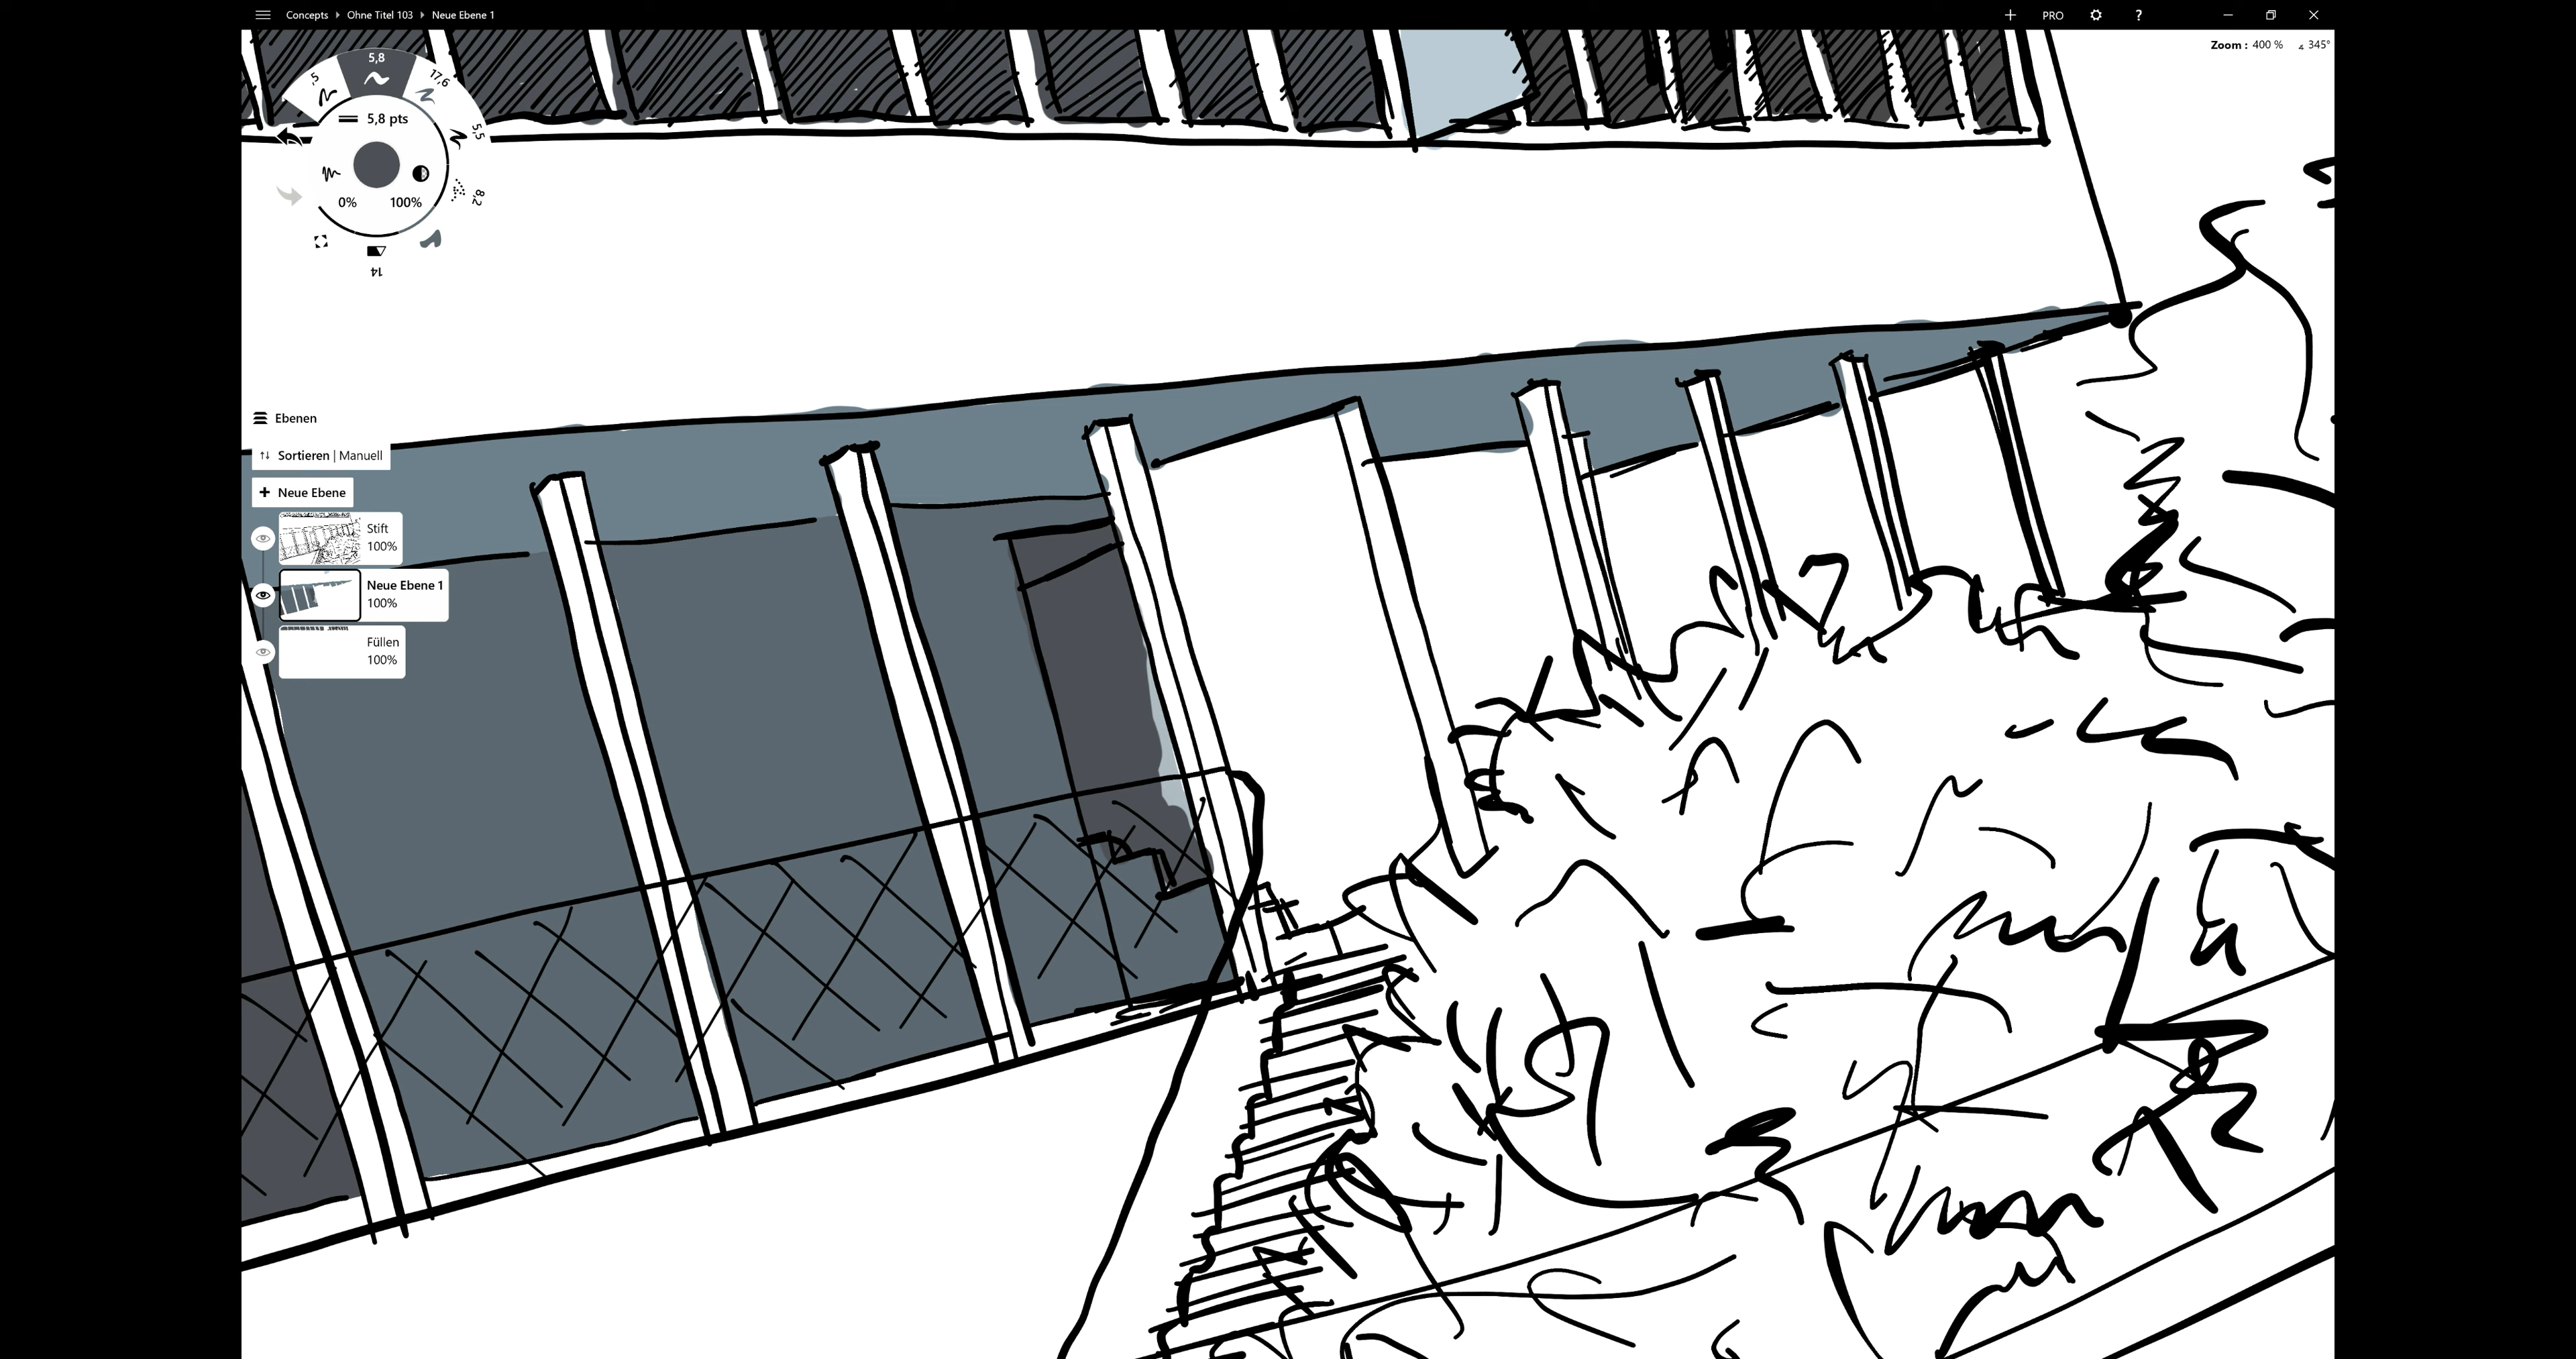 Concepts Ohne Titel 103 Neue Ebene 1
PRO ?
Zoom : 400 % 345°
5
5,8
17,6
5,5
8,2
14
5,8 pts
0% 100%
Ebenen
Sortieren | Manuell
Neue Ebene
Stift
100%
Neue Ebene 1
100%
Füllen
100%